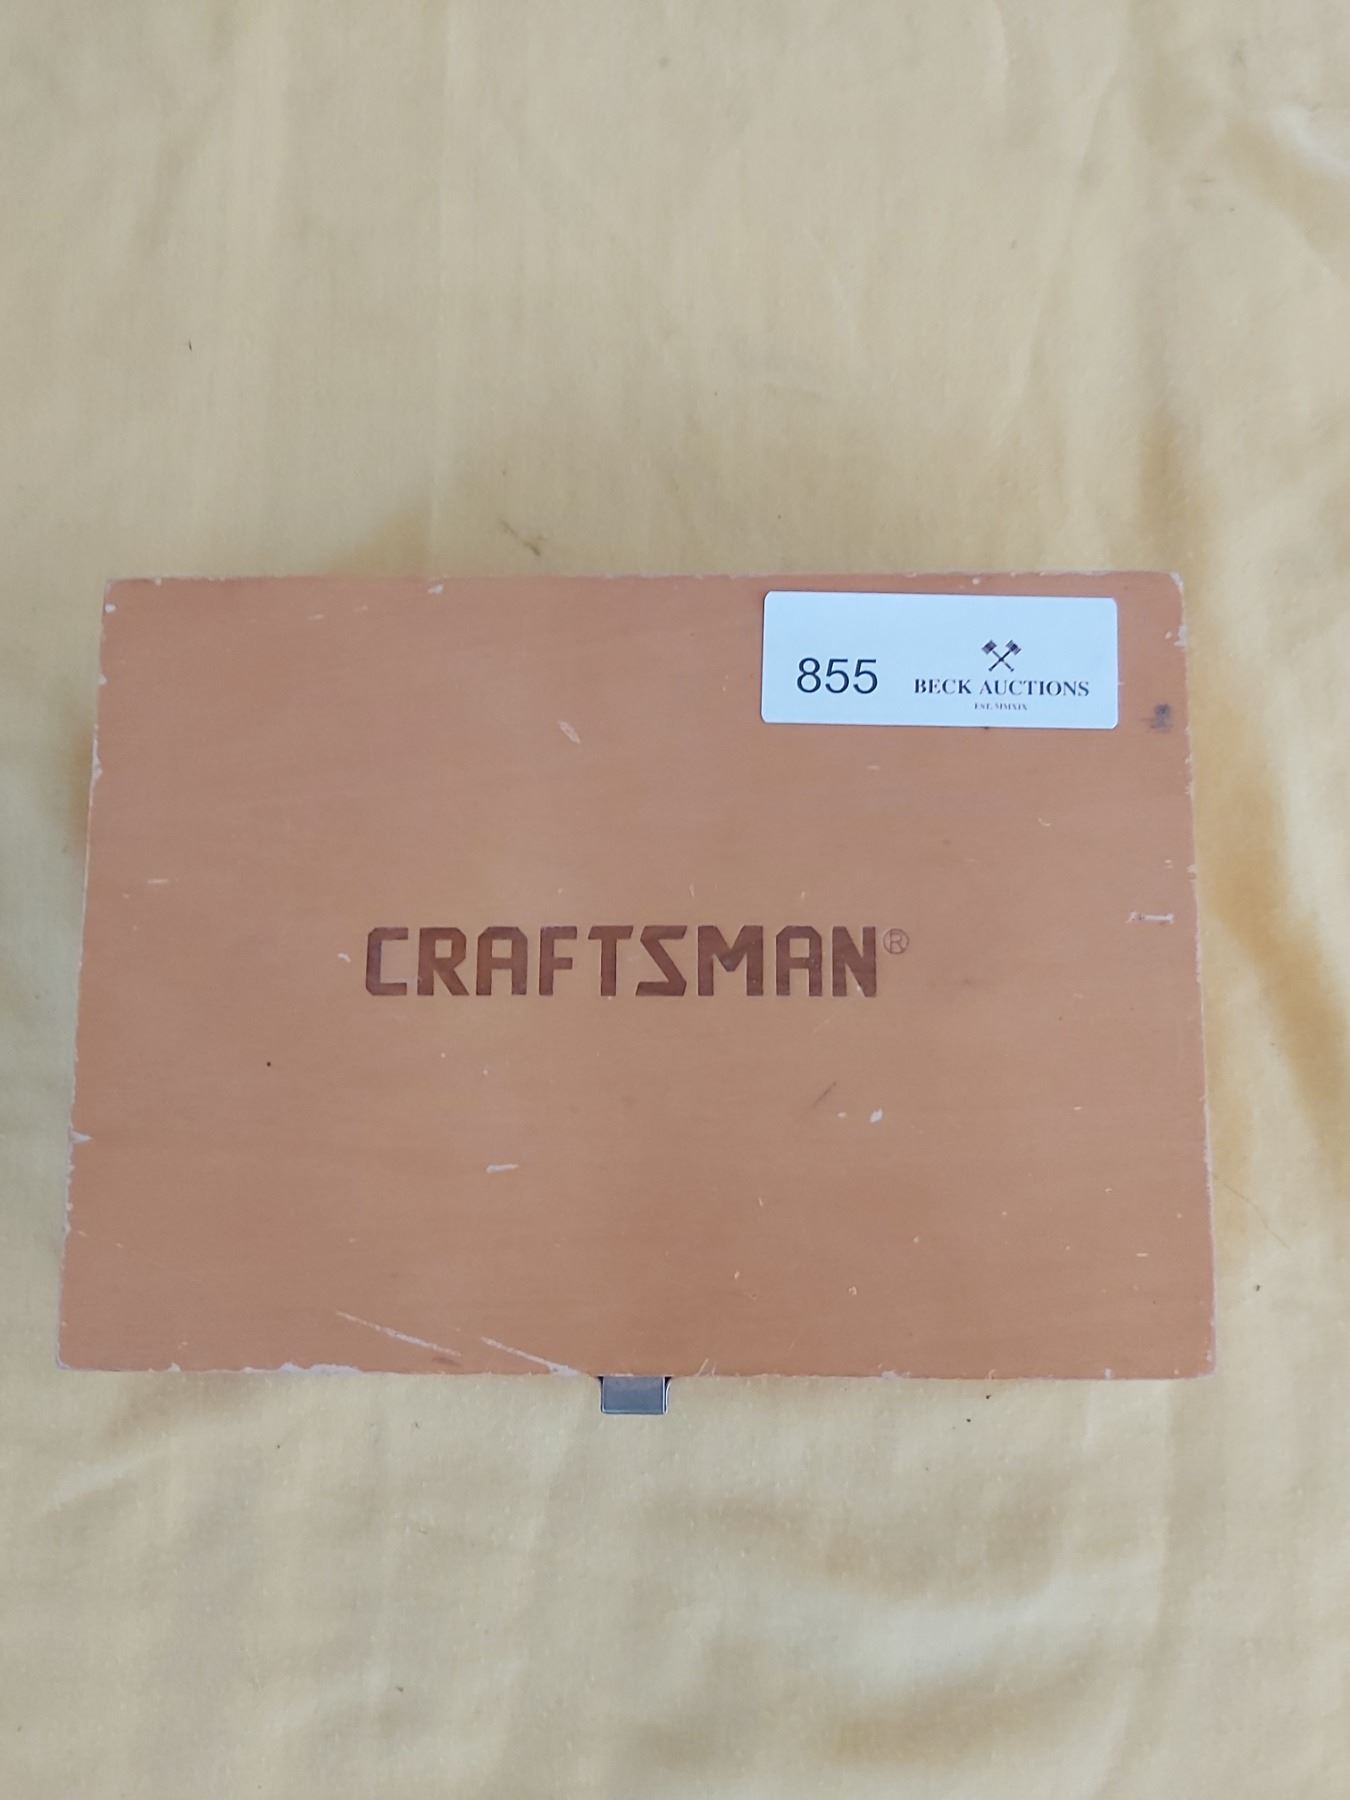 855
BECK AUCTIONS
EST. MMXIX
CRAFTSMAN®